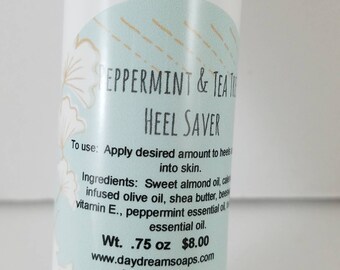 PEPPERMINT & TEA
HEEL SAVER
To use: Apply desired amount to heels
into skin.
Ingredients: Sweet almond oil,
infused olive oil, shea butter,
vitamin E., peppermint essential oil,
essential oil.
Wt. .75 oz $8.00
www.daydreamsoaps.com